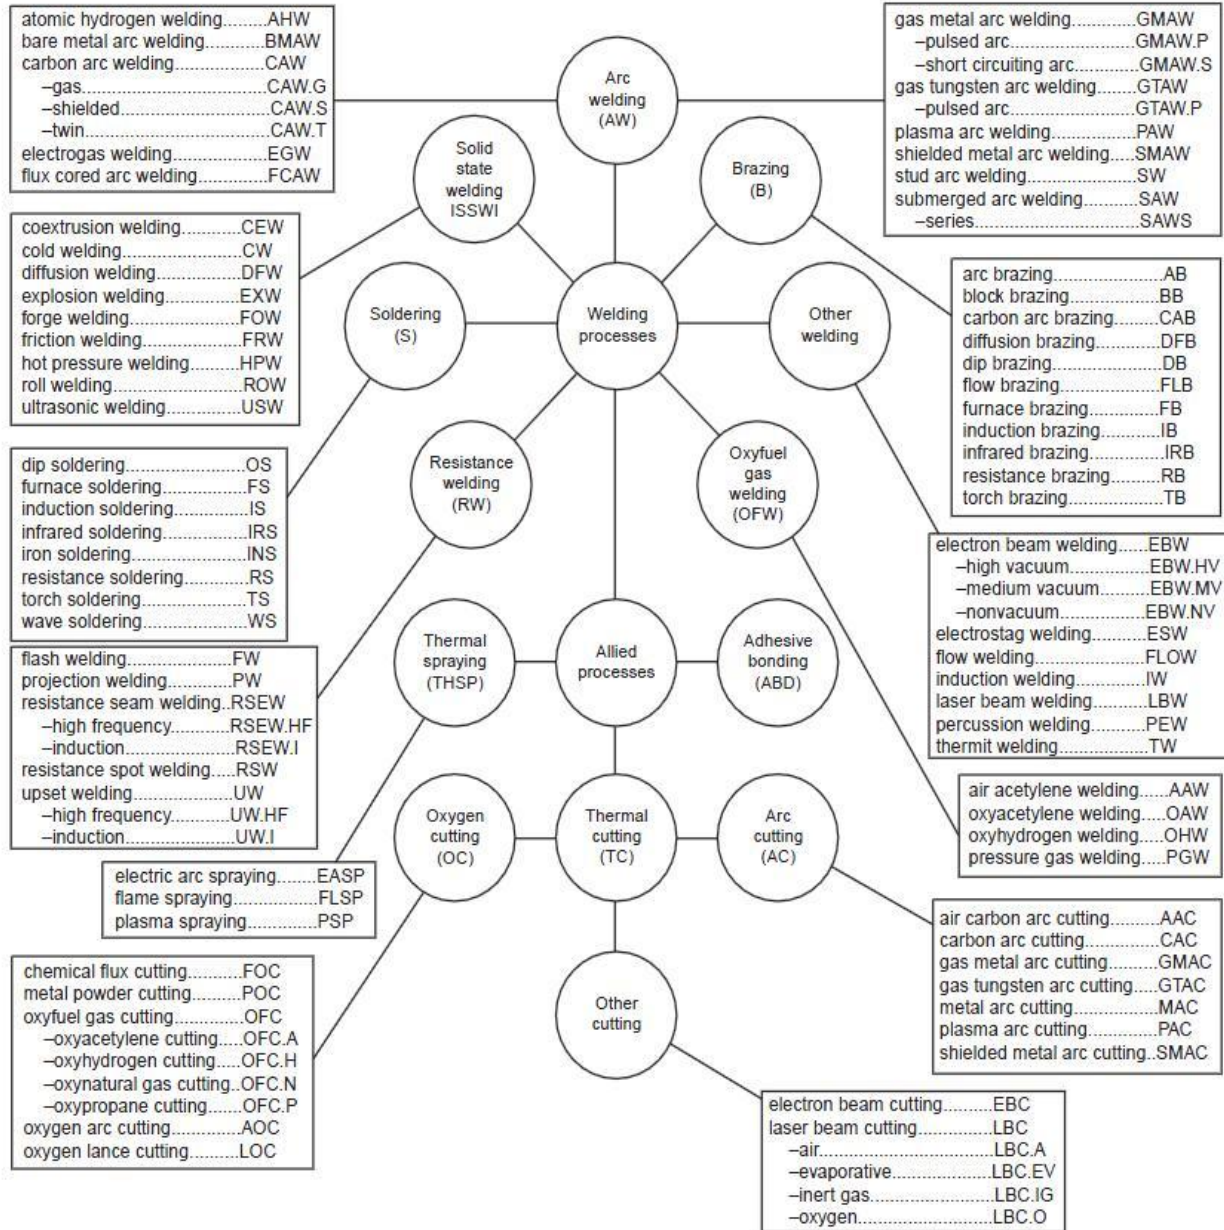 atomic hydrogen welding.........AHW
bare metal arc welding..........BMAW
carbon arc welding...............CAW
–gas.............................CAW.G
–shielded......................CAW.S
–twin............................CAW.T
electrogas welding...............EGW
flux cored arc welding..........FCAW
Arc
welding
(AW)
gas metal arc welding.......GMAW
–pulsed arc...................GMAW.P
–short circuiting arc.......GMAW.S
gas tungsten arc welding....GTAW
–pulsed arc...................GTAW.P
plasma arc welding............PAW
shielded metal arc welding..SMAW
stud arc welding................SW
submerged arc welding.......SAW
–series.........................SAWS
Solid
state
welding
ISSWI
Brazing
(B)
coextrusion welding...........CEW
cold welding.....................CW
diffusion welding...............DFW
explosion welding..............EXW
forge welding...................FOW
friction welding.................FRW
hot pressure welding..........HPW
roll welding.....................ROW
ultrasonic welding..............USW
Soldering
(S)
Welding
processes
Other
welding
arc brazing......................AB
block brazing....................BB
carbon arc brazing.............CAB
diffusion brazing...............DFB
dip brazing......................DB
flow brazing.....................FLB
furnace brazing.................FB
induction brazing...............IB
infrared brazing.................IRB
resistance brazing..............RB
torch brazing....................TB
dip soldering.....................OS
furnace soldering................FS
induction soldering..............IS
infrared soldering................IRS
iron soldering....................INS
resistance soldering.............RS
torch soldering...................TS
wave soldering...................WS
Resistance
welding
(RW)
Oxyfuel
gas
welding
(OFW)
electron beam welding.....EBW
–high vacuum...............EBW.HV
–medium vacuum..........EBW.MV
–nonvacuum................EBW.NV
electrostag welding..........ESW
flow welding...................FLOW
induction welding............IW
laser beam welding..........LBW
percussion welding..........PEW
thermit welding...............TW
flash welding..................FW
projection welding............PW
resistance seam welding..RSEW
–high frequency...........RSEW.HF
–induction..................RSEW.I
resistance spot welding.....RSW
upset welding.................UW
–high frequency...........UW.HF
–induction..................UW.I
Thermal
spraying
(THSP)
Allied
processes
Adhesive
bonding
(ABD)
air acetylene welding......AAW
oxyacetylene welding.....OAW
oxyhydrogen welding.....OHW
pressure gas welding.....PGW
Oxygen
cutting
(OC)
Thermal
cutting
(TC)
Arc
cutting
(AC)
electric arc spraying........EASP
flame spraying...............FLSP
plasma spraying.............PSP
air carbon arc cutting.........AAC
carbon arc cutting.............CAC
gas metal arc cutting..........GMAC
gas tungsten arc cutting.....GTAC
metal arc cutting...............MAC
plasma arc cutting.............PAC
shielded metal arc cutting..SMAC
chemical flux cutting..........FOC
metal powder cutting.........POC
oxyfuel gas cutting............OFC
–oxyacetylene cutting.....OFC.A
–oxyhydrogen cutting.....OFC.H
–oxynatural gas cutting..OFC.N
–oxypropane cutting.......OFC.P
oxygen arc cutting.............AOC
oxygen lance cutting..........LOC
Other
cutting
electron beam cutting.........EBC
laser beam cutting.............LBC
–air..........................LBC.A
–evaporative.................LBC.EV
–inert gas....................LBC.IG
–oxygen.....................LBC.O